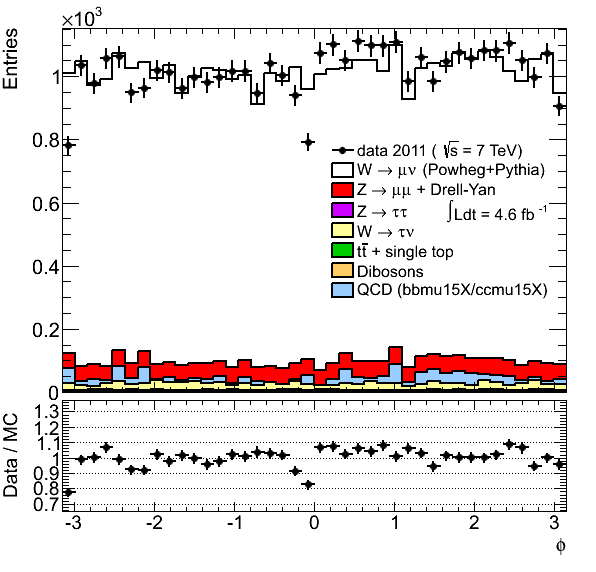 ×10³
Entries
1
0.8
0.6
0.4
0.2
0
data 2011 ( √s = 7 TeV)
W → μν (Powheg+Pythia)
Z → μμ + Drell-Yan
Z → ττ ∫Ldt = 4.6 fb⁻¹
W → τν
tt̄ + single top
Dibosons
QCD (bbmu15X/ccmu15X)
Data / MC
1.3
1.2
1.1
1
0.9
0.8
0.7
-3 -2 -1 0 1 2 3
ϕ